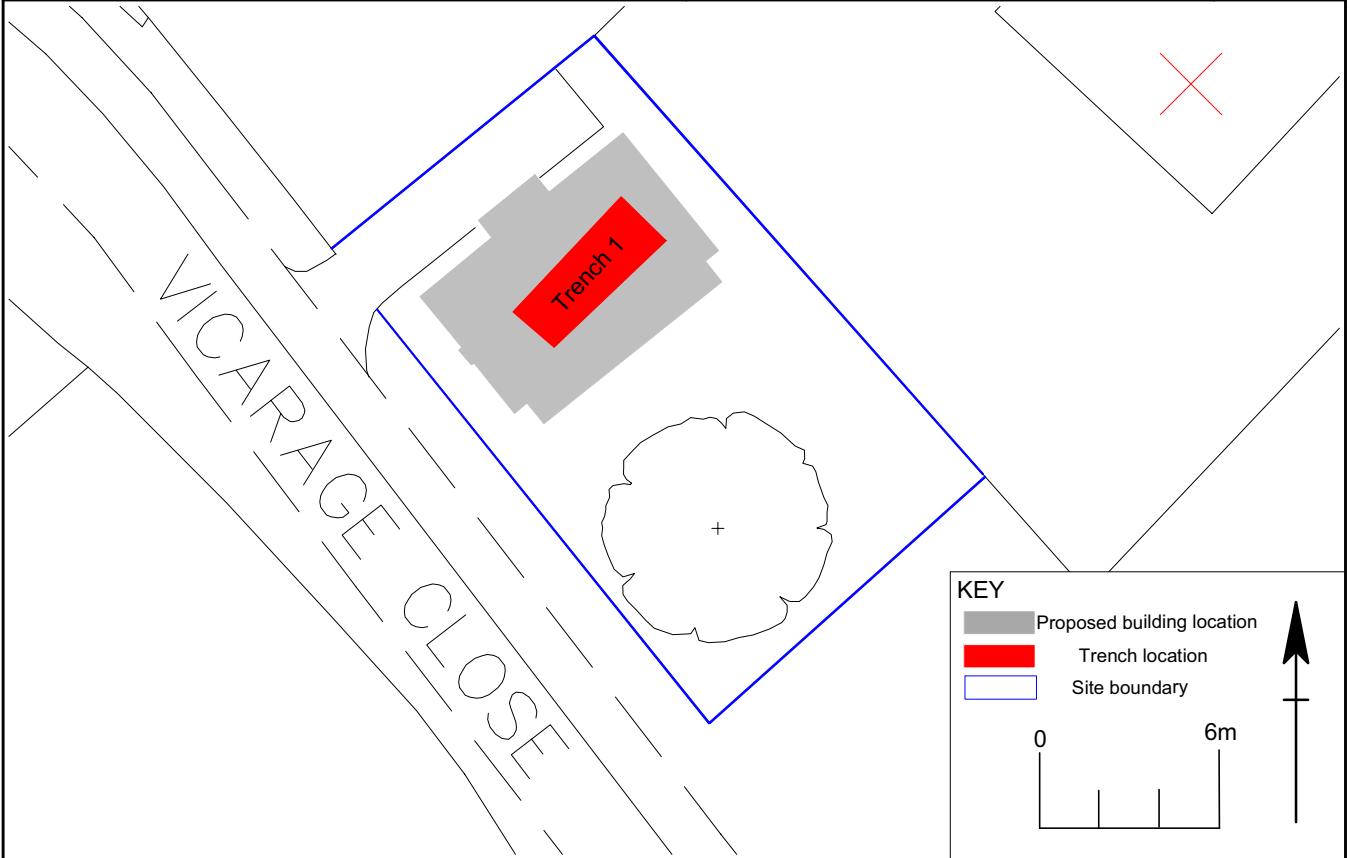 VICARAGE CLOSE
Trench 1
KEY
Proposed building location
Trench location
Site boundary
0 6m